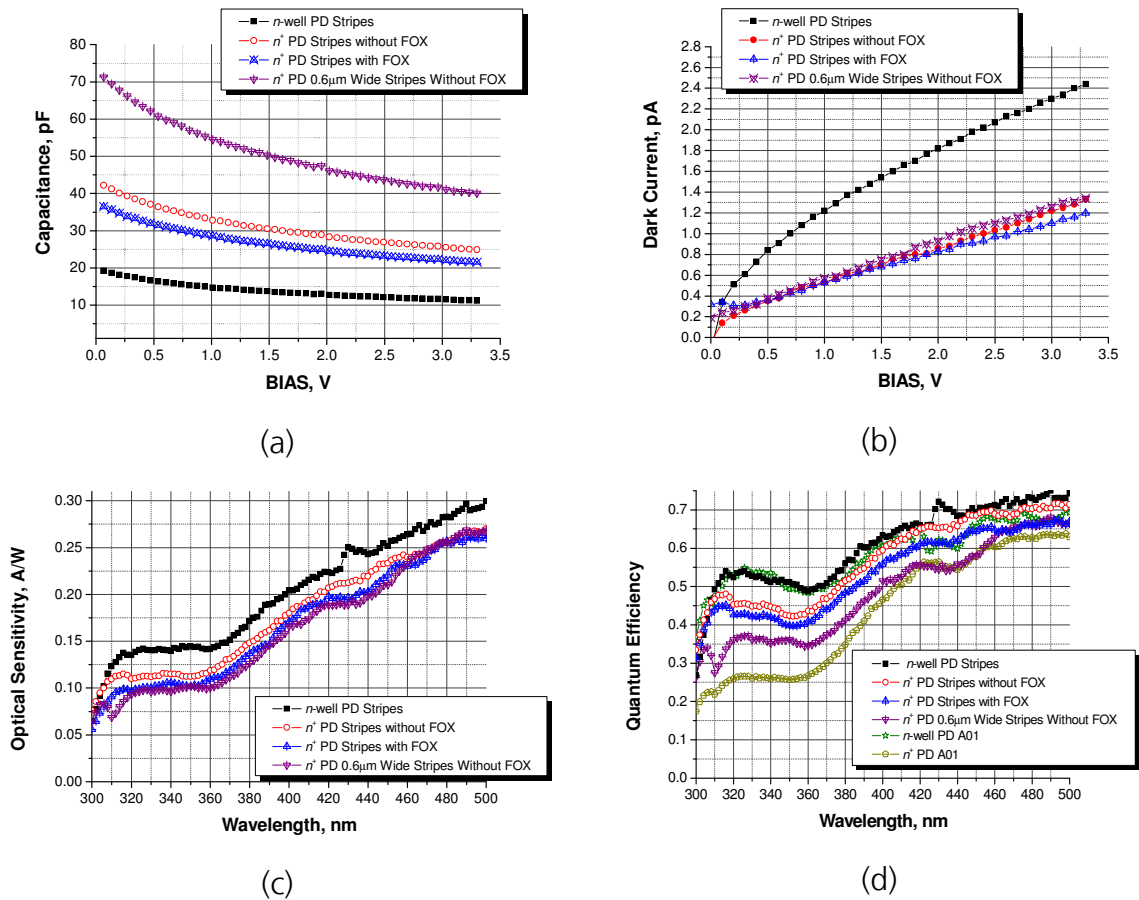 n-well PD Stripes
n+ PD Stripes without FOX
n+ PD Stripes with FOX
n+ PD 0.6μm Wide Stripes Without FOX
80
70
60
50
40
30
20
10
Capacitance, pF
0.0 0.5 1.0 1.5 2.0 2.5 3.0 3.5
BIAS, V
(a)
n-well PD Stripes
n+ PD Stripes without FOX
n+ PD Stripes with FOX
n+ PD 0.6μm Wide Stripes Without FOX
2.8
2.6
2.4
2.2
2.0
1.8
1.6
1.4
1.2
1.0
0.8
0.6
0.4
0.2
0.0
Dark Current, pA
0.0 0.5 1.0 1.5 2.0 2.5 3.0 3.5
BIAS, V
(b)
0.30
0.25
0.20
0.15
0.10
0.05
0.00
Optical Sensitivity, A/W
n-well PD Stripes
n+ PD Stripes without FOX
n+ PD Stripes with FOX
n+ PD 0.6μm Wide Stripes Without FOX
300 320 340 360 380 400 420 440 460 480 500
Wavelength, nm
(c)
0.7
0.6
0.5
0.4
0.3
0.2
0.1
0.0
Quantum Efficiency
n-well PD Stripes
n+ PD Stripes without FOX
n+ PD Stripes with FOX
n+ PD 0.6μm Wide Stripes Without FOX
n-well PD A01
n+ PD A01
300 320 340 360 380 400 420 440 460 480 500
Wavelength, nm
(d)